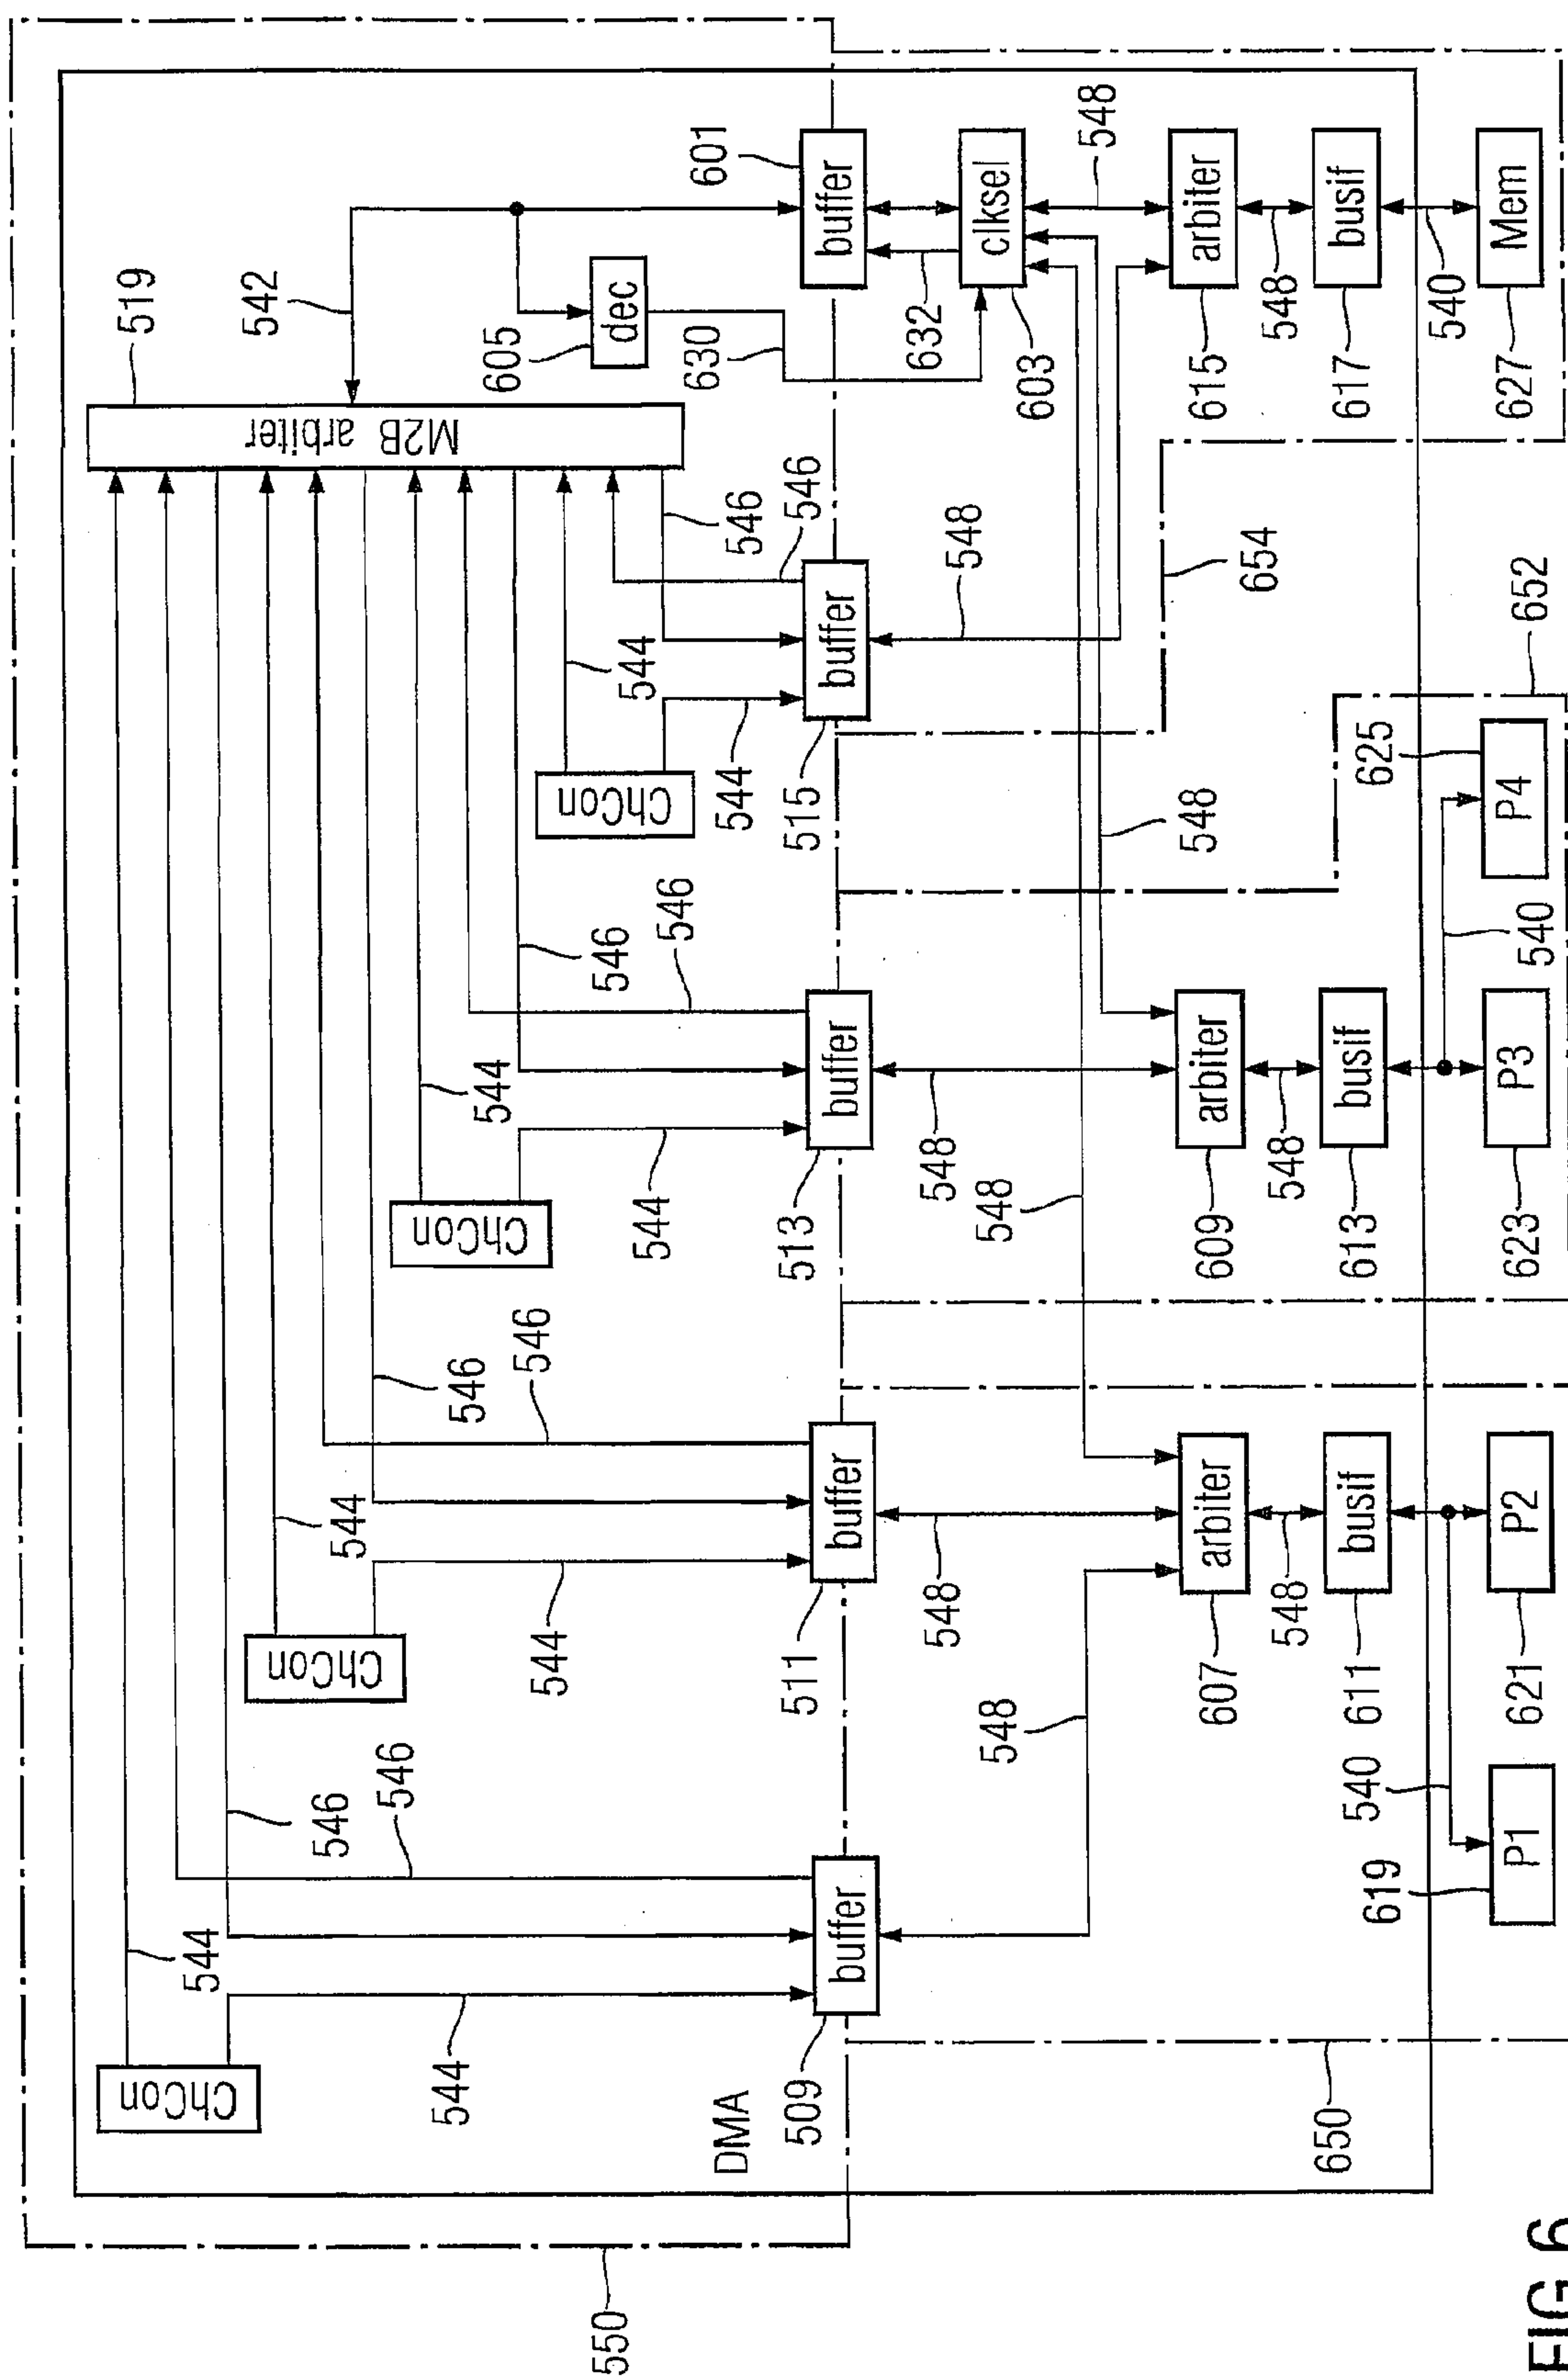 519
542
601
buffer
605
dec
630
632
clksel
603
548
615
arbiter
548
617
busif
540
627
Mem
M2B arbiter
546
546
544
ChCon
544
515
buffer
548
654
652
625
P4
548
546
546
544
ChCon
544
513
buffer
548
548
609
arbiter
548
613
busif
540
623
P3
546
546
544
ChCon
544
511
buffer
548
548
607
arbiter
548
611
busif
621
P2
546
546
544
ChCon
544
DMA
509
buffer
540
619
P1
650
550
FIG 6